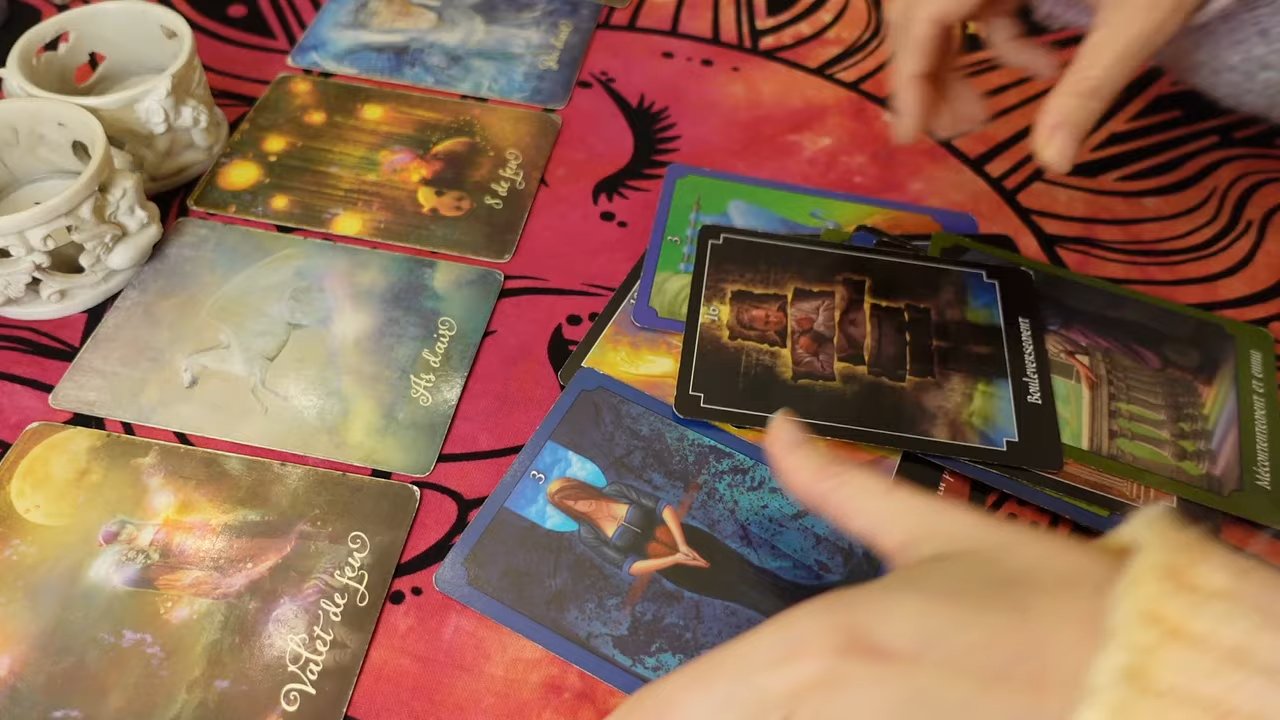 8 de feu
As d'air
Valet de feu
3
16
Bouleversement
Mécontentement et ennui
3